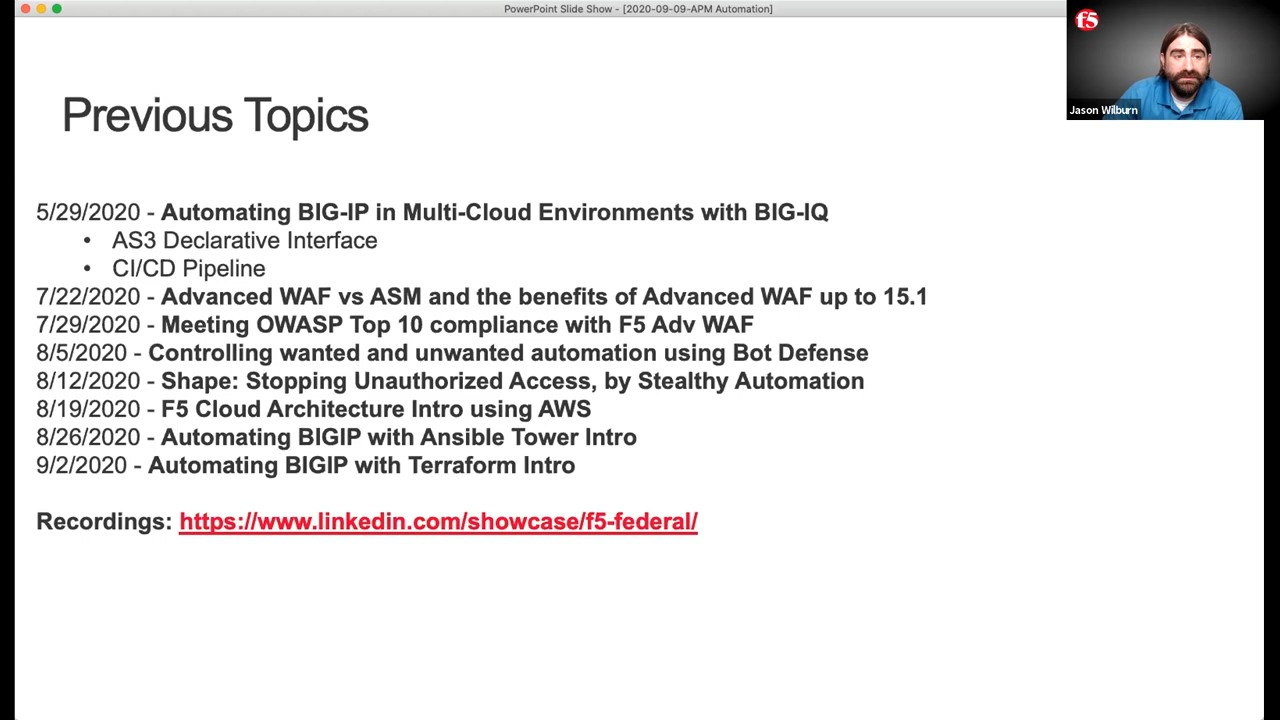 PowerPoint Slide Show - [2020-09-09-APM Automation]
f5
Jason Wilburn
Previous Topics
5/29/2020 - Automating BIG-IP in Multi-Cloud Environments with BIG-IQ
• AS3 Declarative Interface
• CI/CD Pipeline
7/22/2020 - Advanced WAF vs ASM and the benefits of Advanced WAF up to 15.1
7/29/2020 - Meeting OWASP Top 10 compliance with F5 Adv WAF
8/5/2020 - Controlling wanted and unwanted automation using Bot Defense
8/12/2020 - Shape: Stopping Unauthorized Access, by Stealthy Automation
8/19/2020 - F5 Cloud Architecture Intro using AWS
8/26/2020 - Automating BIGIP with Ansible Tower Intro
9/2/2020 - Automating BIGIP with Terraform Intro
Recordings: https://www.linkedin.com/showcase/f5-federal/